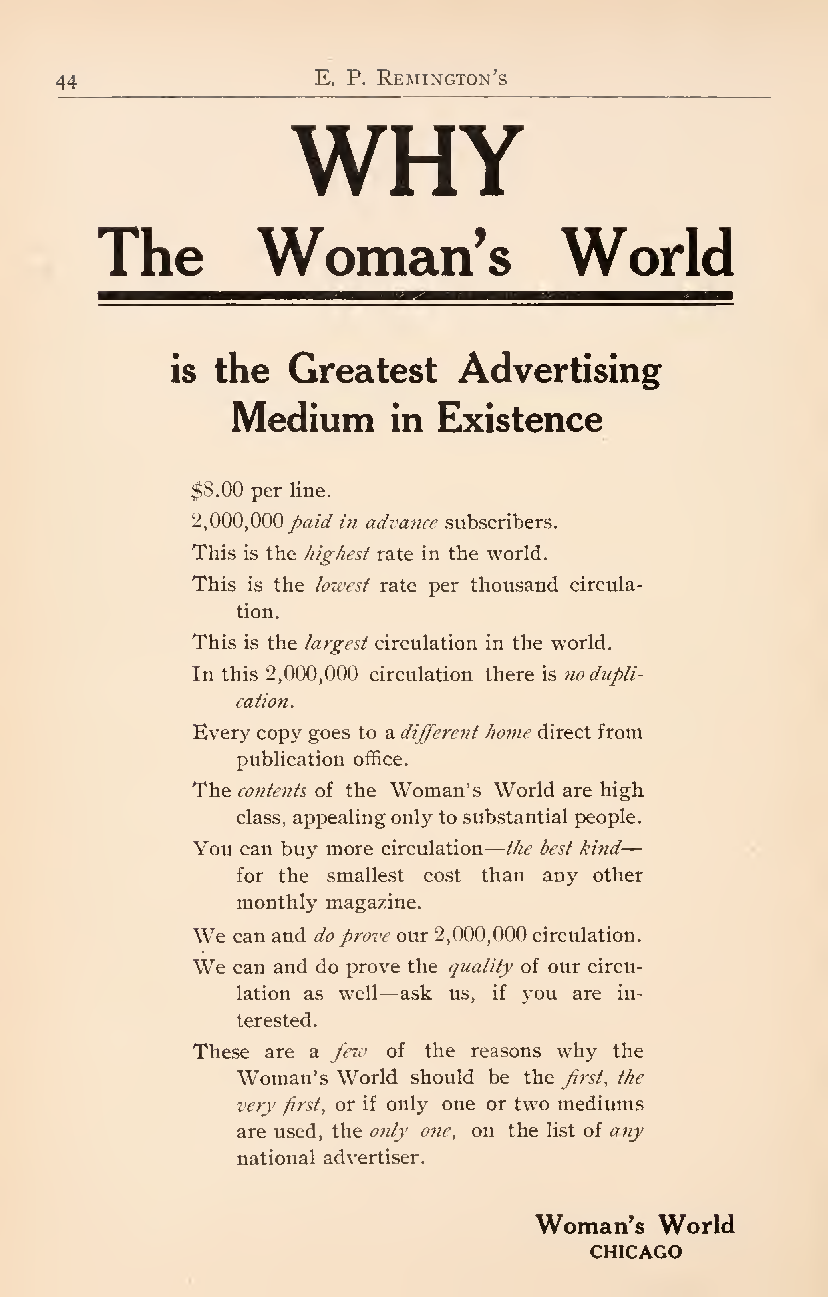 44
E. P. Remington's
WHY
The Woman's World
is the Greatest Advertising
Medium in Existence
$8.00 per line.
2,000,000 paid in advance subscribers.
This is the highest rate in the world.
This is the lowest rate per thousand circula-
tion.
This is the largest circulation in the world.
In this 2,000,000 circulation there is no dupli-
cation.
Every copy goes to a different home direct from
publication office.
The contents of the Woman's World are high
class, appealing only to substantial people.
You can buy more circulation—the best kind—
for the smallest cost than any other
monthly magazine.
We can and do prove our 2,000,000 circulation.
We can and do prove the quality of our circu-
lation as well—ask us, if you are in-
terested.
These are a few of the reasons why the
Woman's World should be the first, the
very first, or if only one or two mediums
are used, the only one, on the list of any
national advertiser.
Woman's World
CHICAGO